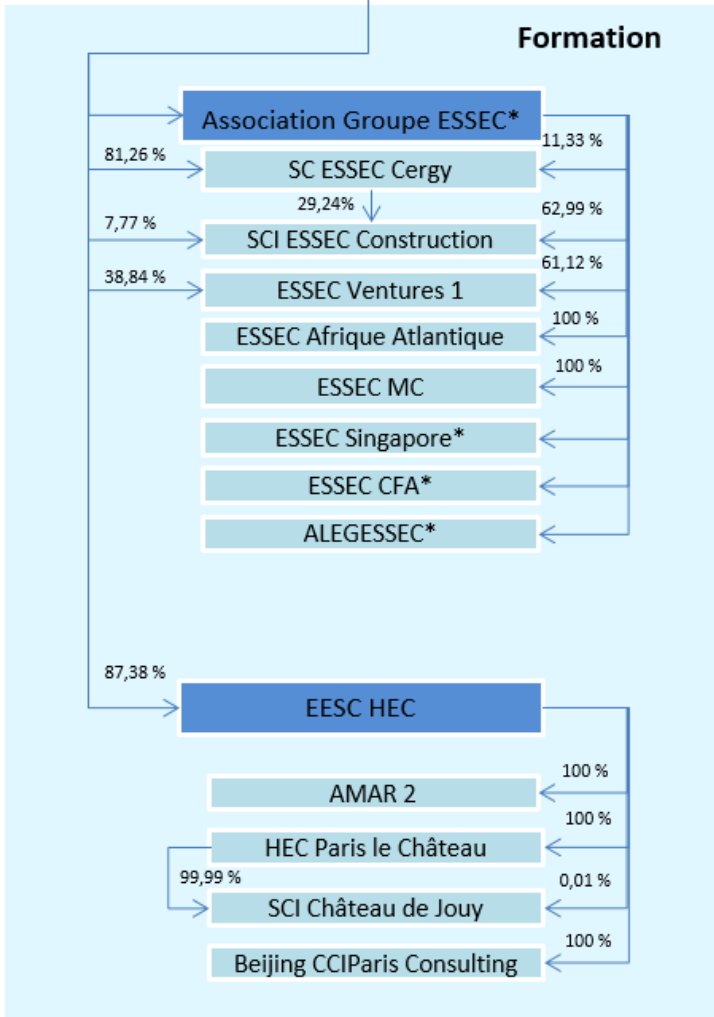 Formation
Association Groupe ESSEC*
11,33 %
81,26 %
SC ESSEC Cergy
29,24%
62,99 %
7,77 %
SCI ESSEC Construction
61,12 %
38,84 %
ESSEC Ventures 1
100 %
ESSEC Afrique Atlantique
100 %
ESSEC MC
ESSEC Singapore*
ESSEC CFA*
ALEGESSEC*
87,38 %
EESC HEC
100 %
AMAR 2
100 %
HEC Paris le Château
99,99 %
0,01 %
SCI Château de Jouy
100 %
Beijing CCIParis Consulting